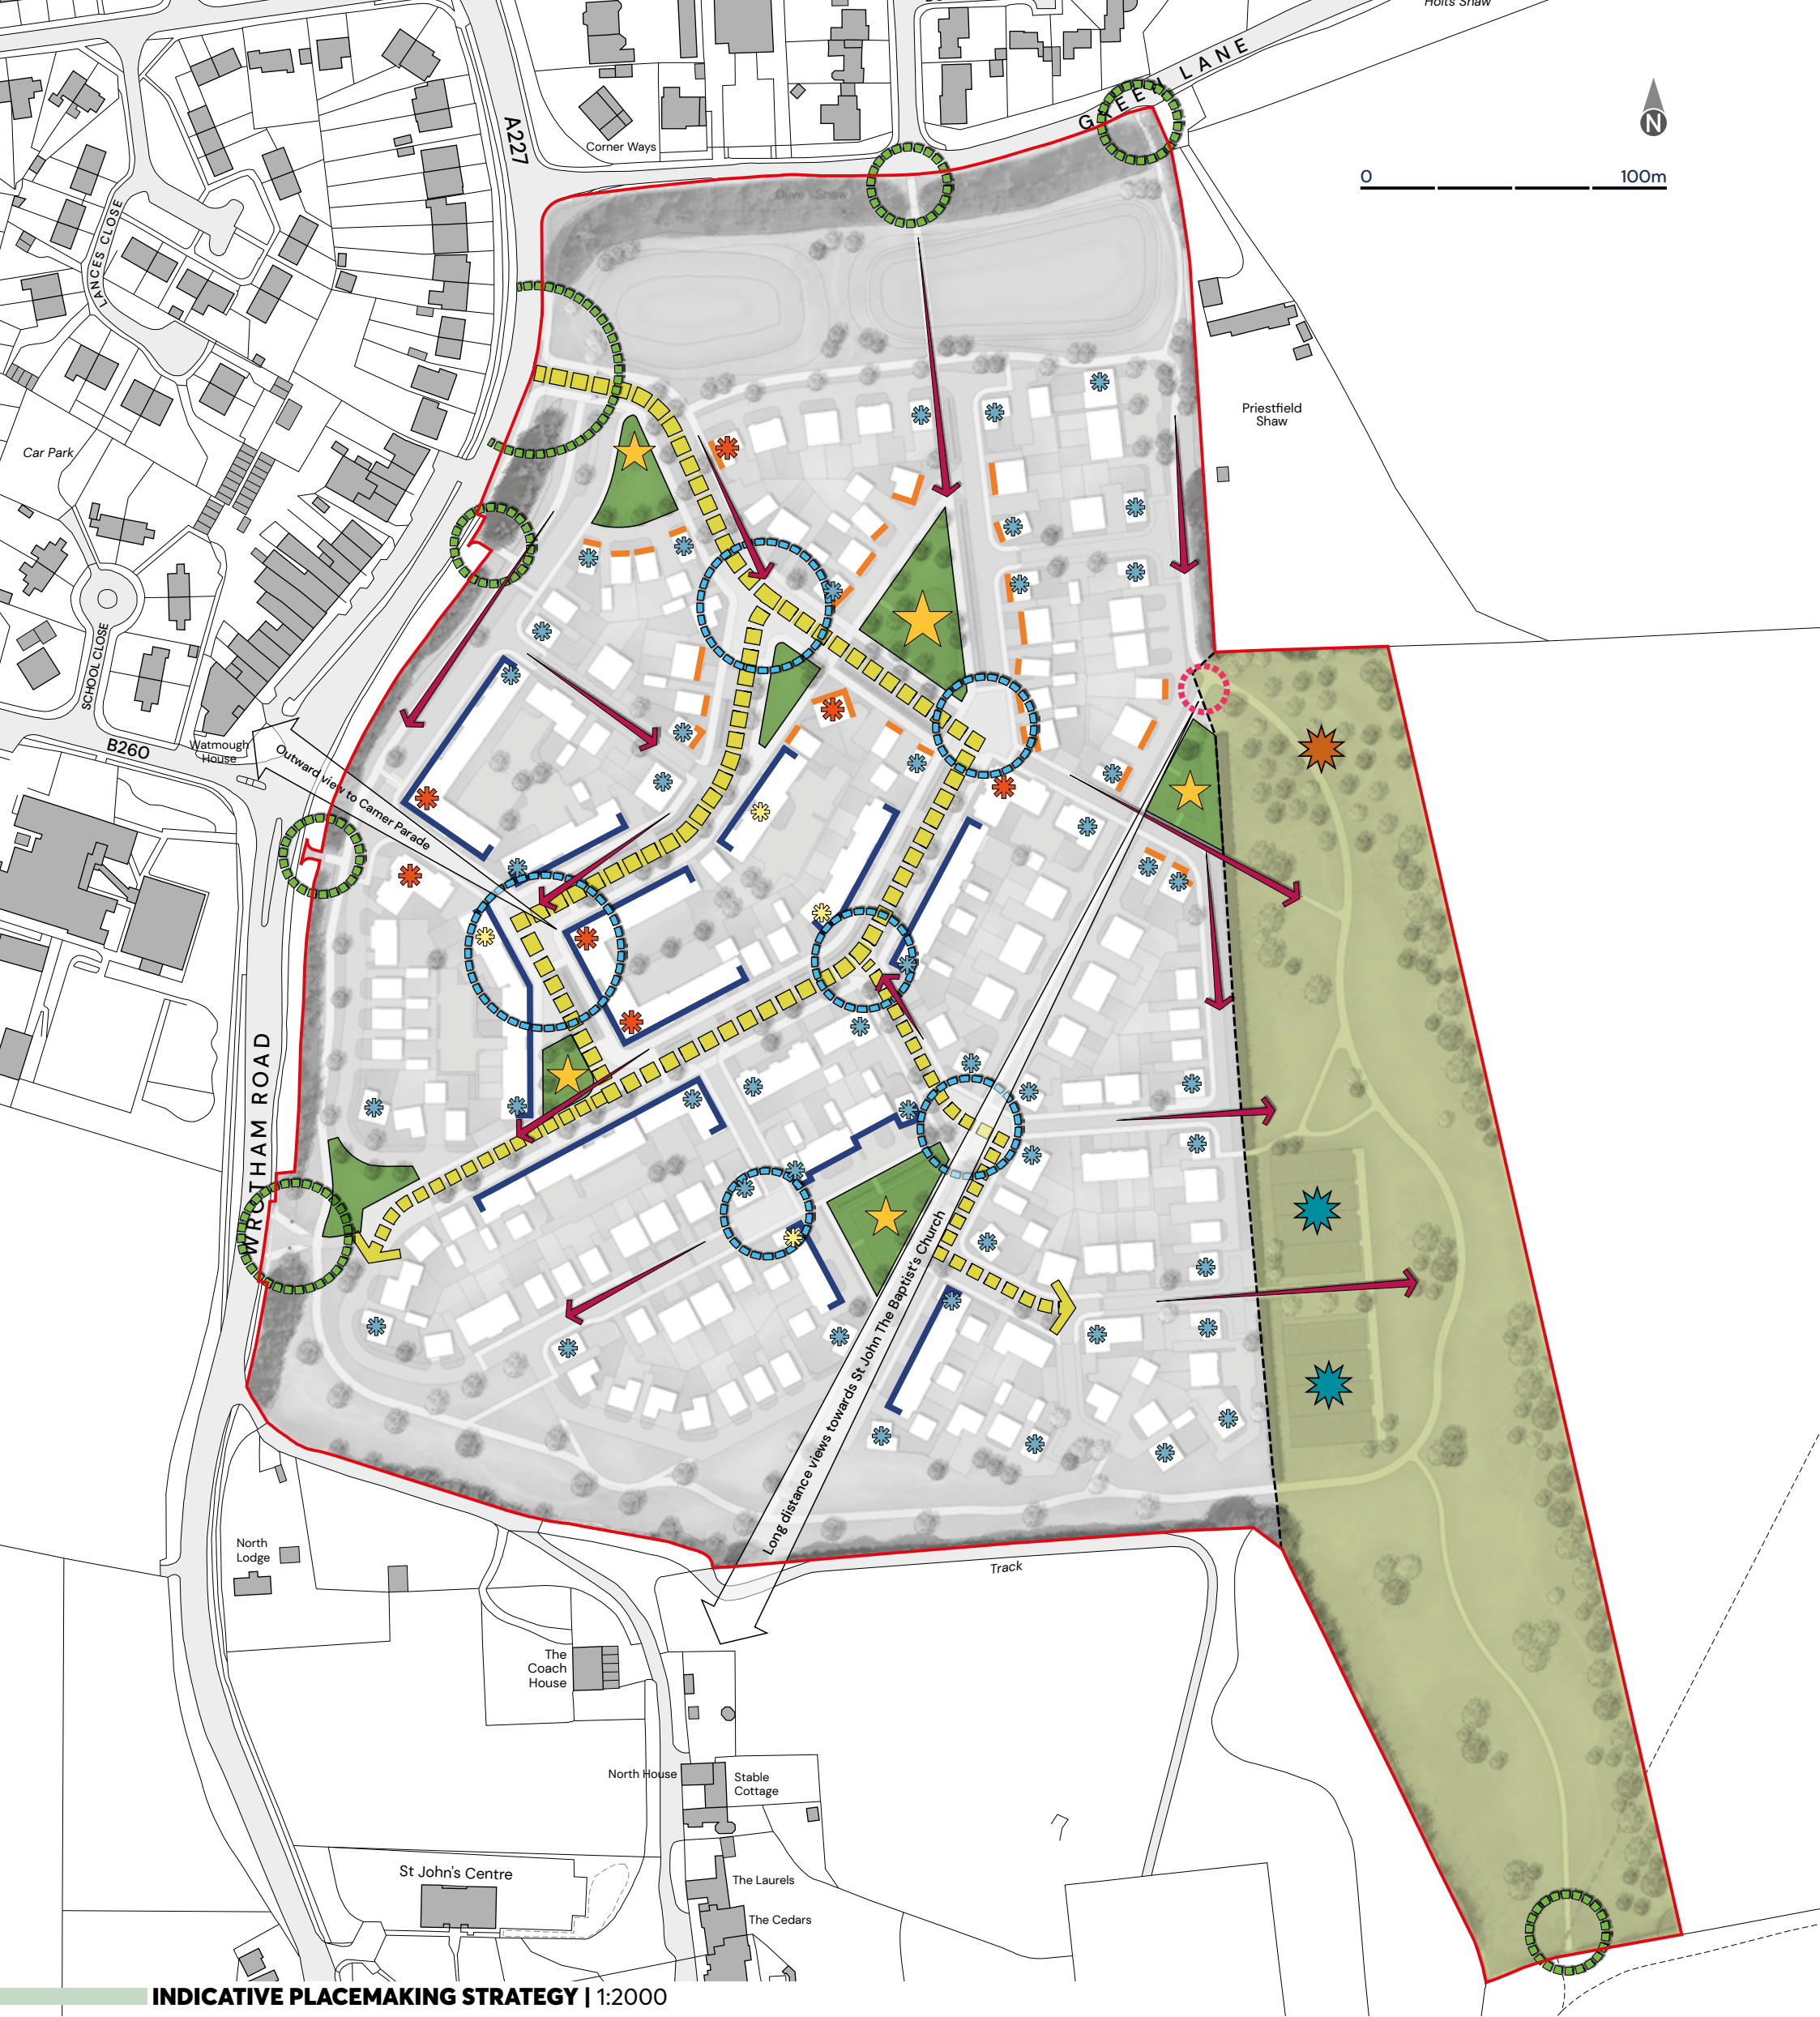 Holts Shaw
GREEN LANE
A227
Corner Ways
N
0 100m
Olive Shaw
LANCES CLOSE
Priestfield
Shaw
Car Park
SCHOOL CLOSE
B260
Watmough
House
Outward view to Camer Parade
WROTHAM ROAD
Long distance views towards St John The Baptist's Church
North
Lodge
Track
The
Coach
House
North House
Stable
Cottage
St John's Centre
The Laurels
The Cedars
INDICATIVE PLACEMAKING STRATEGY | 1:2000